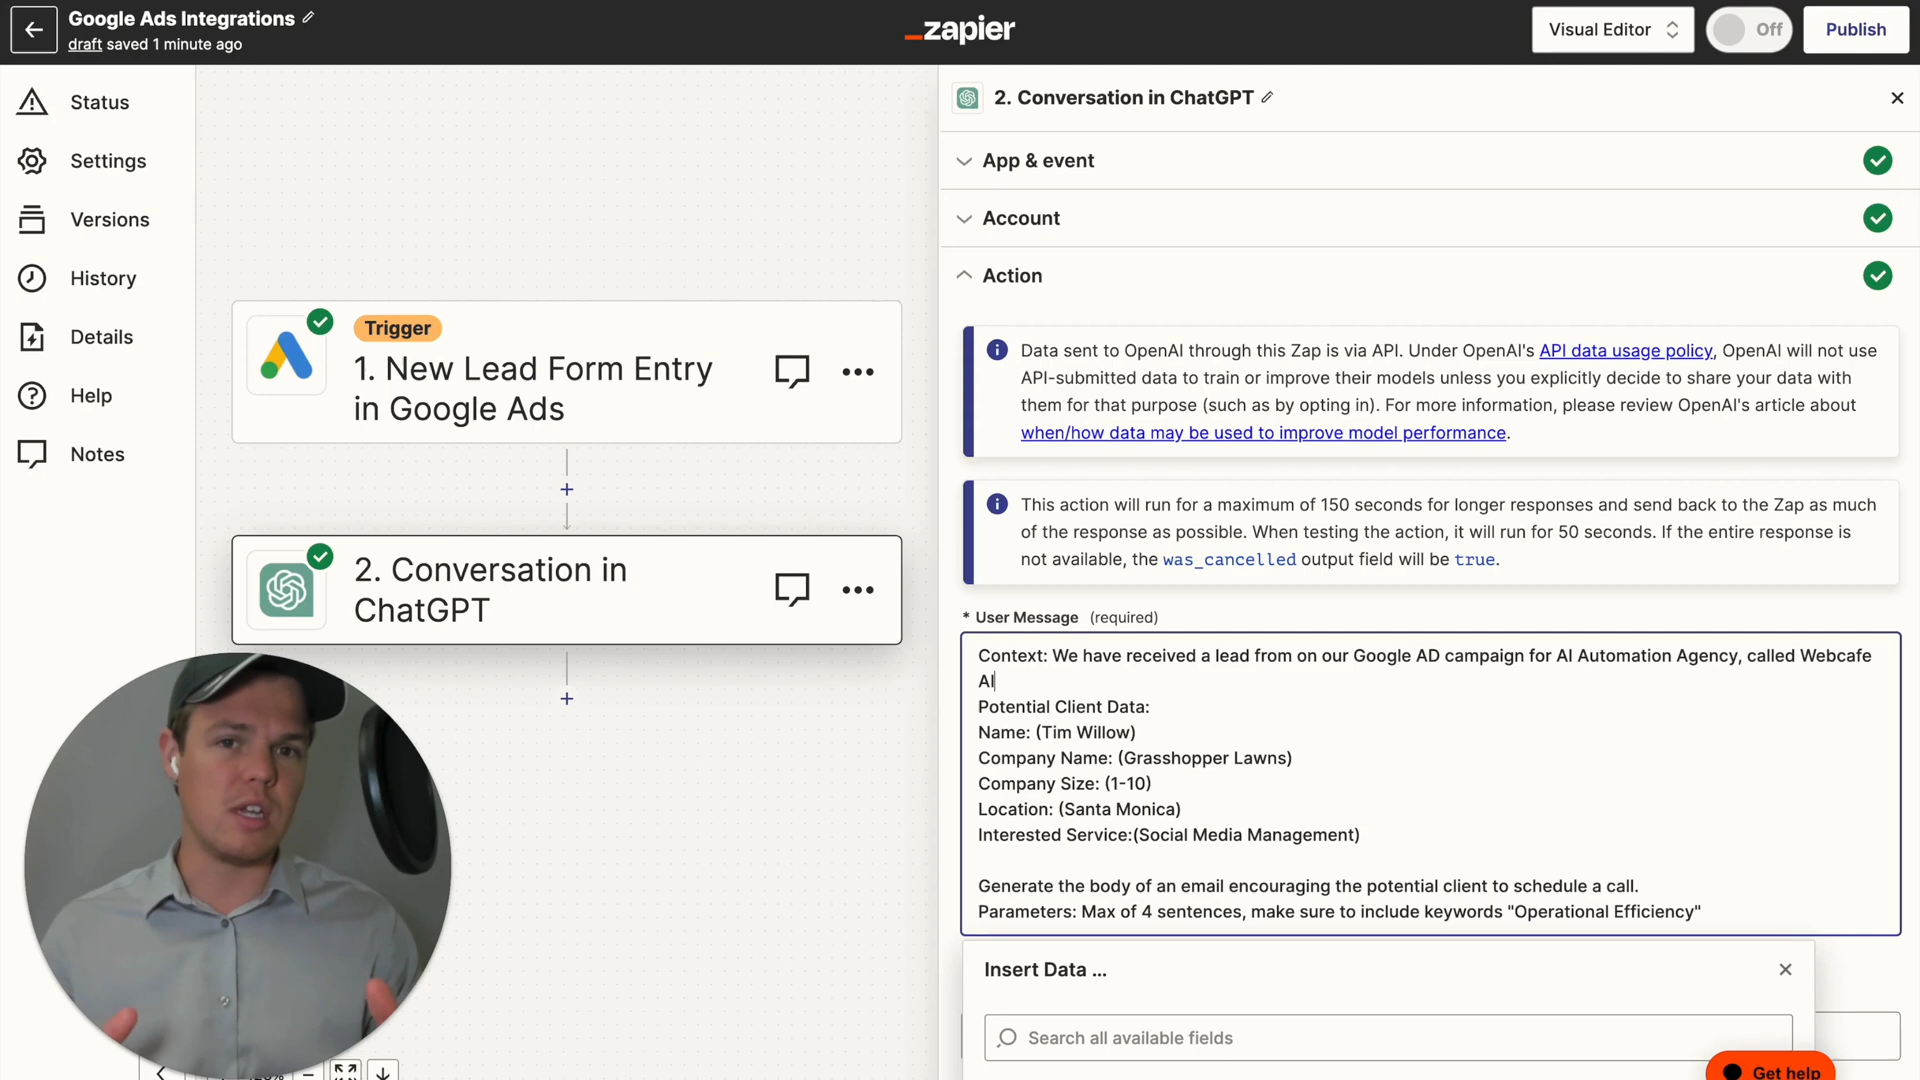 Google Ads Integrations
draft saved 1 minute ago
zapier
Visual Editor
Off
Publish
Status
Settings
Versions
History
Details
Help
Notes
Trigger
1. New Lead Form Entry
in Google Ads
2. Conversation in
ChatGPT
2. Conversation in ChatGPT
App & event
Account
Action
Data sent to OpenAI through this Zap is via API. Under OpenAI's API data usage policy, OpenAI will not use
API-submitted data to train or improve their models unless you explicitly decide to share your data with
them for that purpose (such as by opting in). For more information, please review OpenAI's article about
when/how data may be used to improve model performance.
This action will run for a maximum of 150 seconds for longer responses and send back to the Zap as much
of the response as possible. When testing the action, it will run for 50 seconds. If the entire response is
not available, the was_cancelled output field will be true.
* User Message (required)
Context: We have received a lead from on our Google AD campaign for AI Automation Agency, called Webcafe
AI
Potential Client Data:
Name: (Tim Willow)
Company Name: (Grasshopper Lawns)
Company Size: (1-10)
Location: (Santa Monica)
Interested Service:(Social Media Management)
Generate the body of an email encouraging the potential client to schedule a call.
Parameters: Max of 4 sentences, make sure to include keywords "Operational Efficiency"
Insert Data ...
Search all available fields
Get help